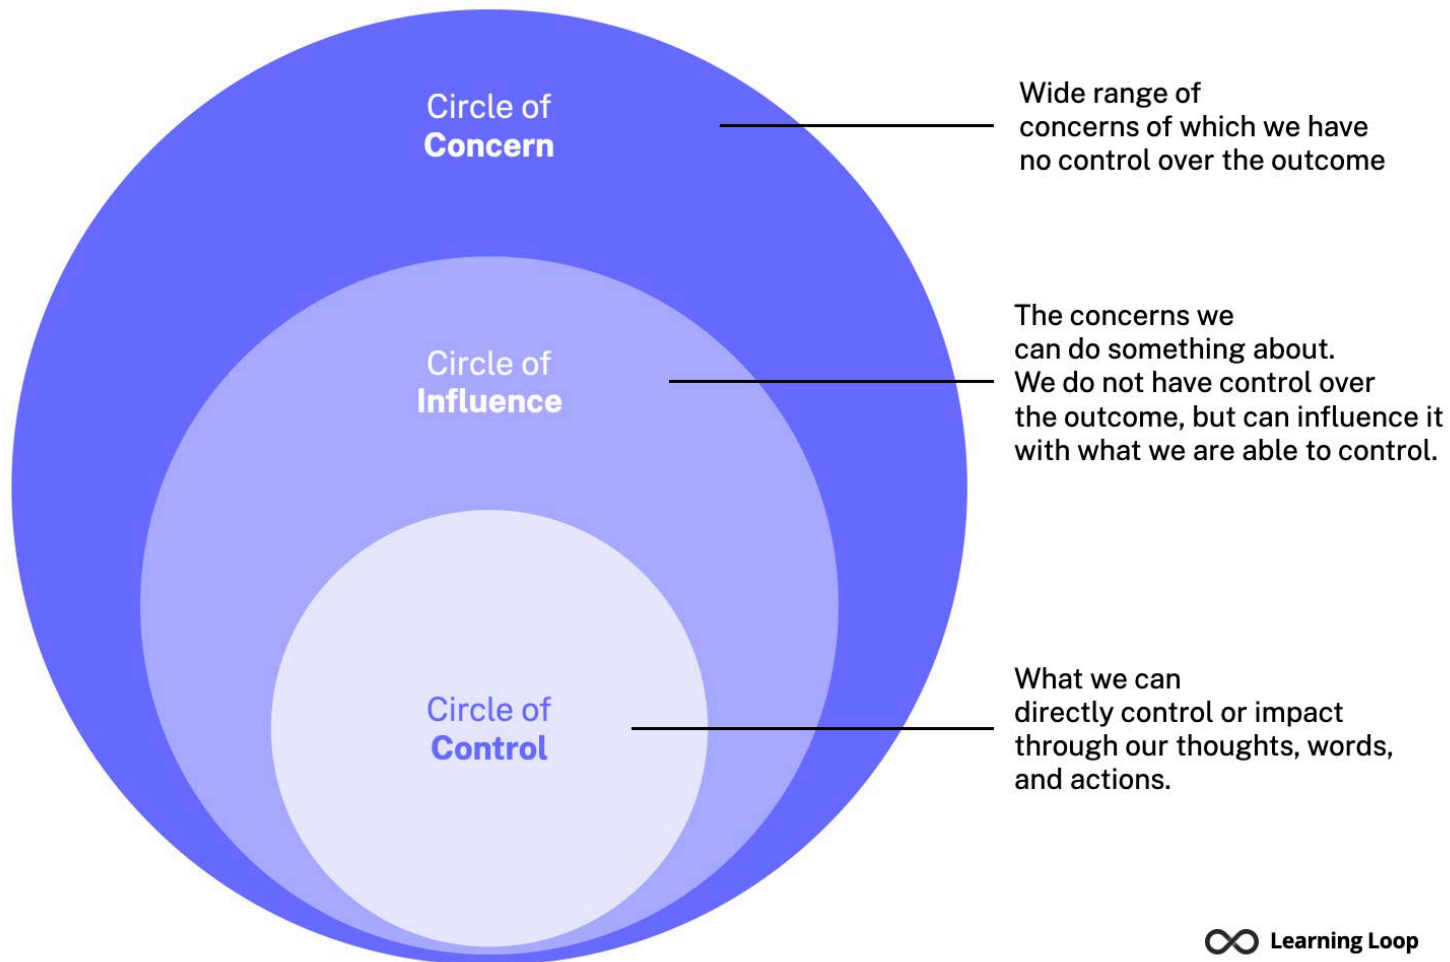 Circle of
Concern
Wide range of
concerns of which we have
no control over the outcome
Circle of
Influence
The concerns we
can do something about.
We do not have control over
the outcome, but can influence it
with what we are able to control.
Circle of
Control
What we can
directly control or impact
through our thoughts, words,
and actions.
Learning Loop